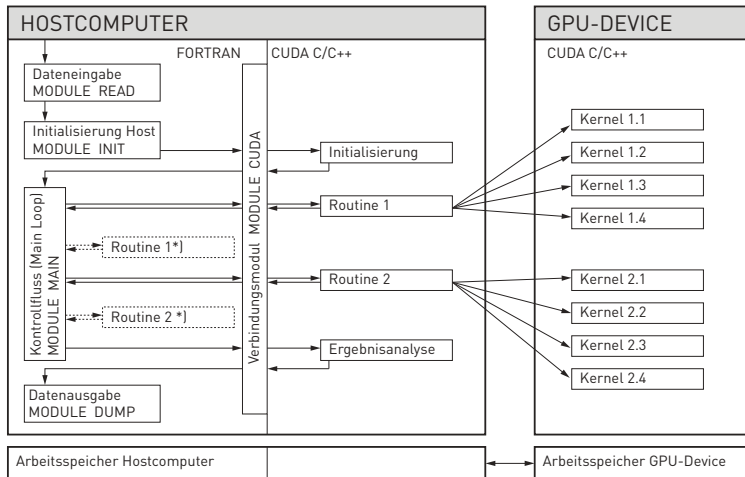 HOSTCOMPUTER
FORTRAN
CUDA C/C++
Dateneingabe
MODULE READ
Initialisierung Host
MODULE INIT
Kontrollfluss (Main Loop)
MODULE MAIN
Routine 1*)
Routine 2 *)
Datenausgabe
MODULE DUMP
Verbindungsmodul MODULE CUDA
Initialisierung
Routine 1
Routine 2
Ergebnisanalyse
GPU-DEVICE
CUDA C/C++
Kernel 1.1
Kernel 1.2
Kernel 1.3
Kernel 1.4
Kernel 2.1
Kernel 2.2
Kernel 2.3
Kernel 2.4
Arbeitsspeicher Hostcomputer
Arbeitsspeicher GPU-Device